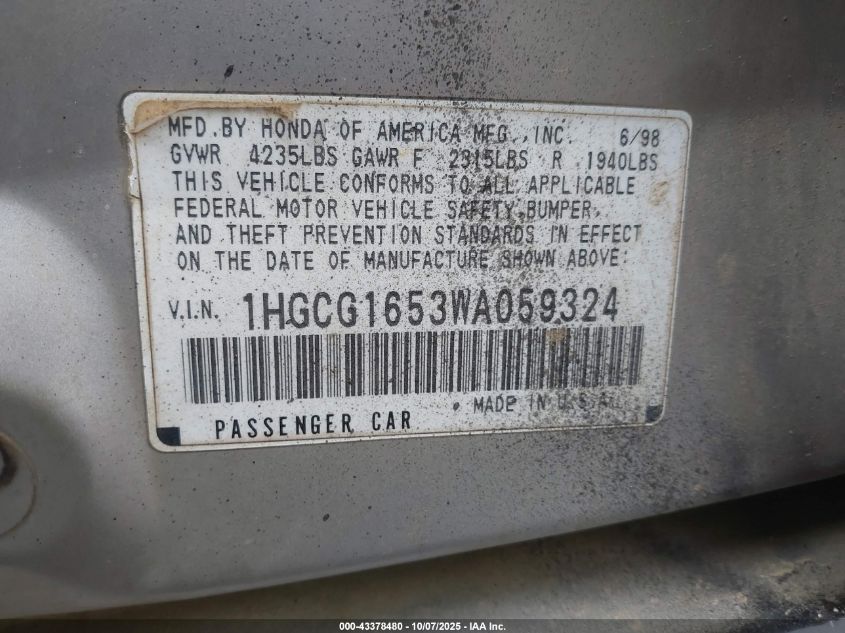 MFD.BY HONDA OF AMERICA MFG.,INC. 6/98
GVWR 4235LBS GAWR F 2315LBS R 1940LBS
THIS VEHICLE CONFORMS TO ALL APPLICABLE
FEDERAL MOTOR VEHICLE SAFETY,BUMPER,
AND THEFT PREVENTION STANDARDS IN EFFECT
ON THE DATE OF MANUFACTURE SHOWN ABOVE.
V.I.N. 1HGCG1653WA059324
MADE IN U.S.A.
PASSENGER CAR
000-43378480 - 10/07/2025 - IAA Inc.